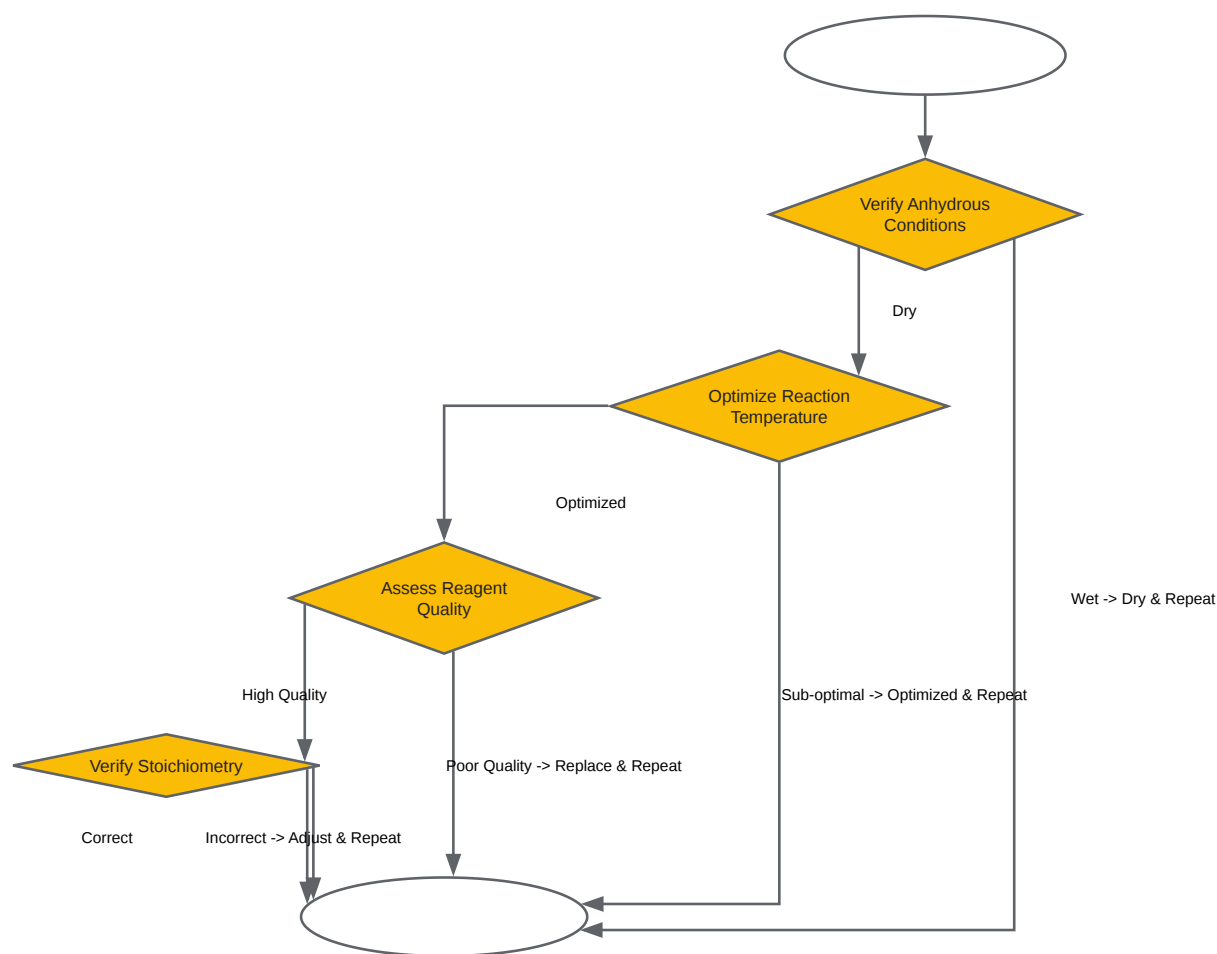 Verify Anhydrous
Conditions
Dry
Optimize Reaction
Temperature
Optimized
Assess Reagent
Quality
Wet -> Dry & Repeat
High Quality
Sub-optimal -> Optimized & Repeat
Verify Stoichiometry
Poor Quality -> Replace & Repeat
Correct
Incorrect -> Adjust & Repeat